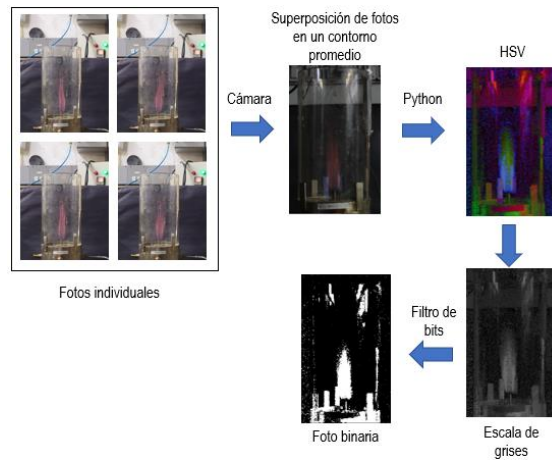 Superposición de fotos
en un contorno
promedio
HSV
Cámara
Python
Fotos individuales
Filtro de
bits
Foto binaria
Escala de
grises